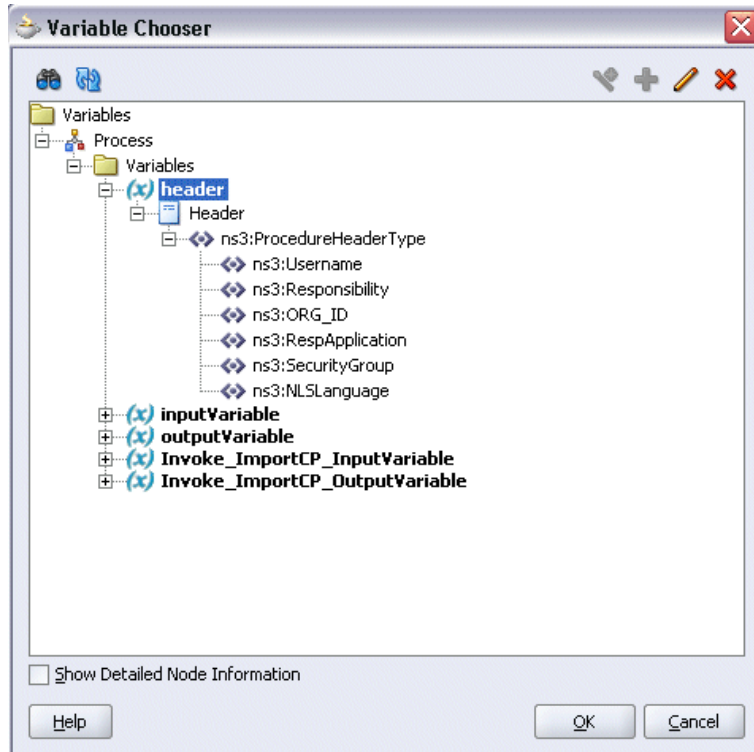 Variable Chooser
Variables
Process
Variables
(x) header
Header
ns3:ProcedureHeaderType
ns3:Username
ns3:Responsibility
ns3:ORG_ID
ns3:RespApplication
ns3:SecurityGroup
ns3:NLSLanguage
(x) inputVariable
(x) outputVariable
(x) Invoke_ImportCP_InputVariable
(x) Invoke_ImportCP_OutputVariable
Show Detailed Node Information
Help OK Cancel